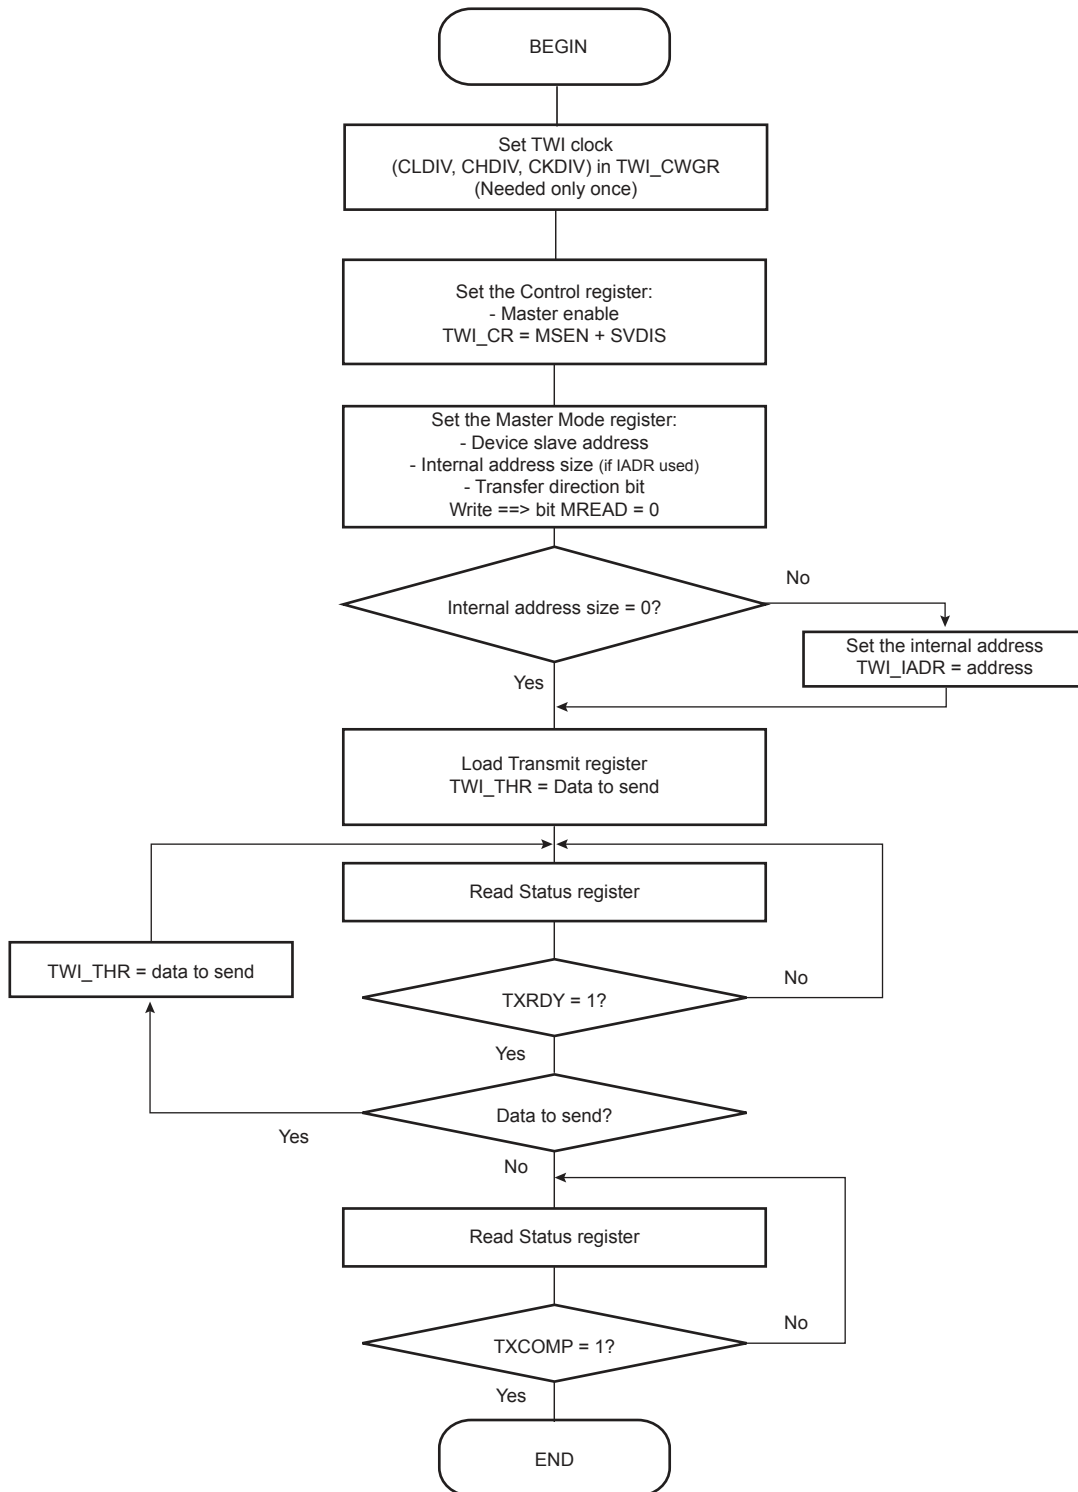 BEGIN
Set TWI clock
(CLDIV, CHDIV, CKDIV) in TWI_CWGR
(Needed only once)
Set the Control register:
- Master enable
TWI_CR = MSEN + SVDIS
Set the Master Mode register:
- Device slave address
- Internal address size (if IADR used)
- Transfer direction bit
Write ==> bit MREAD = 0
No
Internal address size = 0?
Set the internal address
TWI_IADR = address
Yes
Load Transmit register
TWI_THR = Data to send
Read Status register
TWI_THR = data to send
No
TXRDY = 1?
Yes
Data to send?
Yes
No
Read Status register
No
TXCOMP = 1?
Yes
END